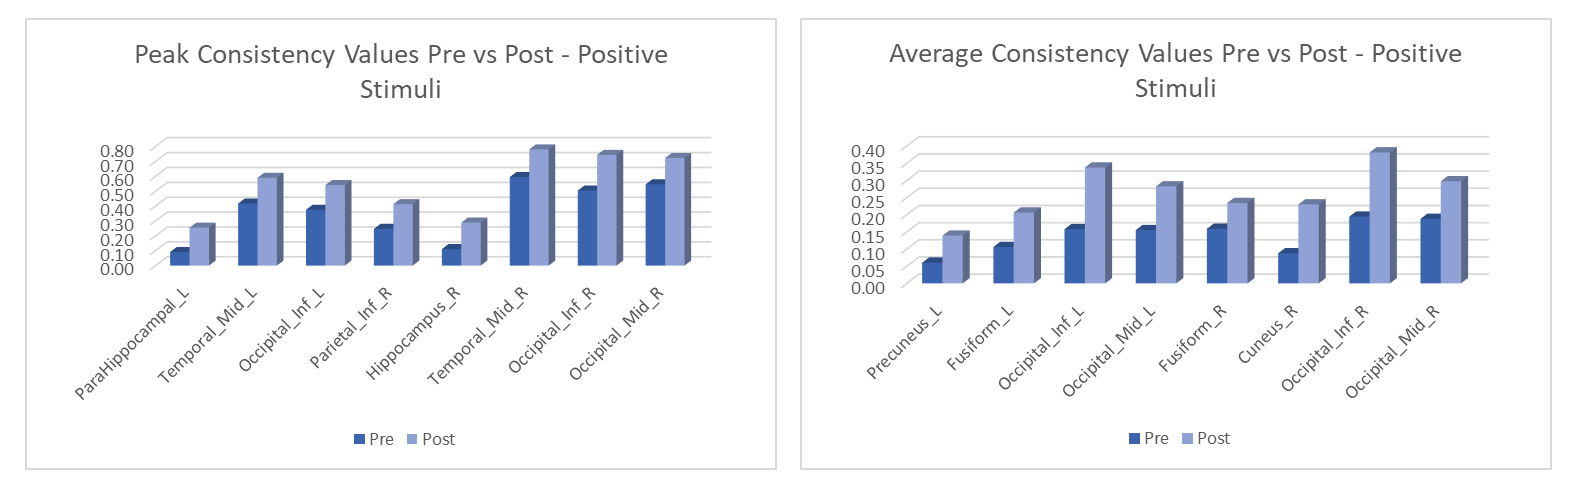 Peak Consistency Values Pre vs Post - Positive
Stimuli
0.80
0.70
0.60
0.50
0.40
0.30
0.20
0.10
0.00
ParaHippocampal_L
Temporal_Mid_L
Occipital_Inf_L
Parietal_Inf_R
Hippocampus_R
Temporal_Mid_R
Occipital_Inf_R
Occipital_Mid_R
Pre Post
Average Consistency Values Pre vs Post - Positive
Stimuli
0.40
0.35
0.30
0.25
0.20
0.15
0.10
0.05
0.00
Precuneus_L
Fusiform_L
Occipital_Inf_L
Occipital_Mid_L
Fusiform_R
Cuneus_R
Occipital_Inf_R
Occipital_Mid_R
Pre Post